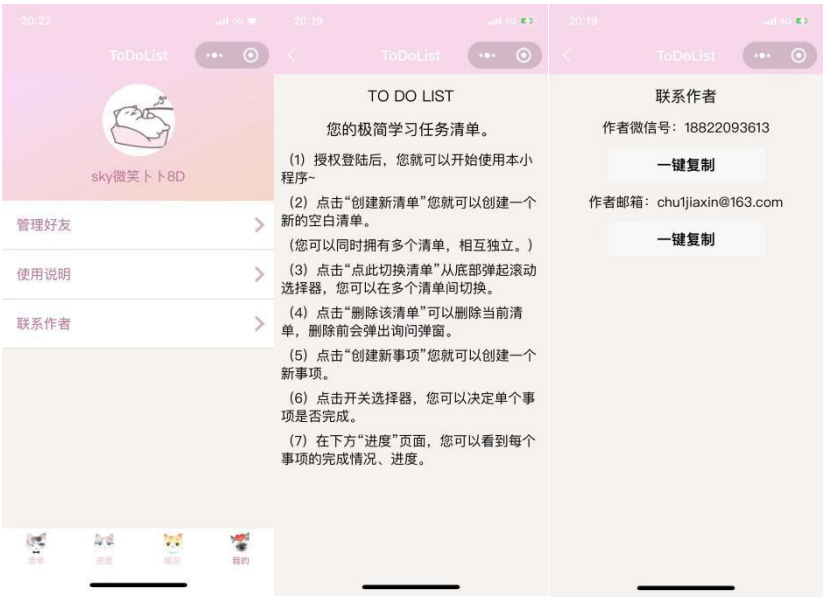 20:22
4G
ToDoList
sky微笑卜卜8D
管理好友
使用说明
联系作者
清单
进度
朋友
我的
20:19
4G
ToDoList
TO DO LIST
您的极简学习任务清单。
（1）授权登陆后，您就可以开始使用本小
程序~
（2）点击“创建新清单”您就可以创建一个
新的空白清单。
(您可以同时拥有多个清单，相互独立。)
（3）点击“点此切换清单”从底部弹起滚动
选择器，您可以在多个清单间切换。
（4）点击“删除该清单”可以删除当前清
单，删除前会弹出询问弹窗。
（5）点击“创建新事项”您就可以创建一个
新事项。
（6）点击开关选择器，您可以决定单个事
项是否完成。
（7）在下方“进度”页面，您可以看到每个
事项的完成情况、进度。
20:19
4G
ToDoList
联系作者
作者微信号：18822093613
一键复制
作者邮箱：chu1jiaxin@163.com
一键复制